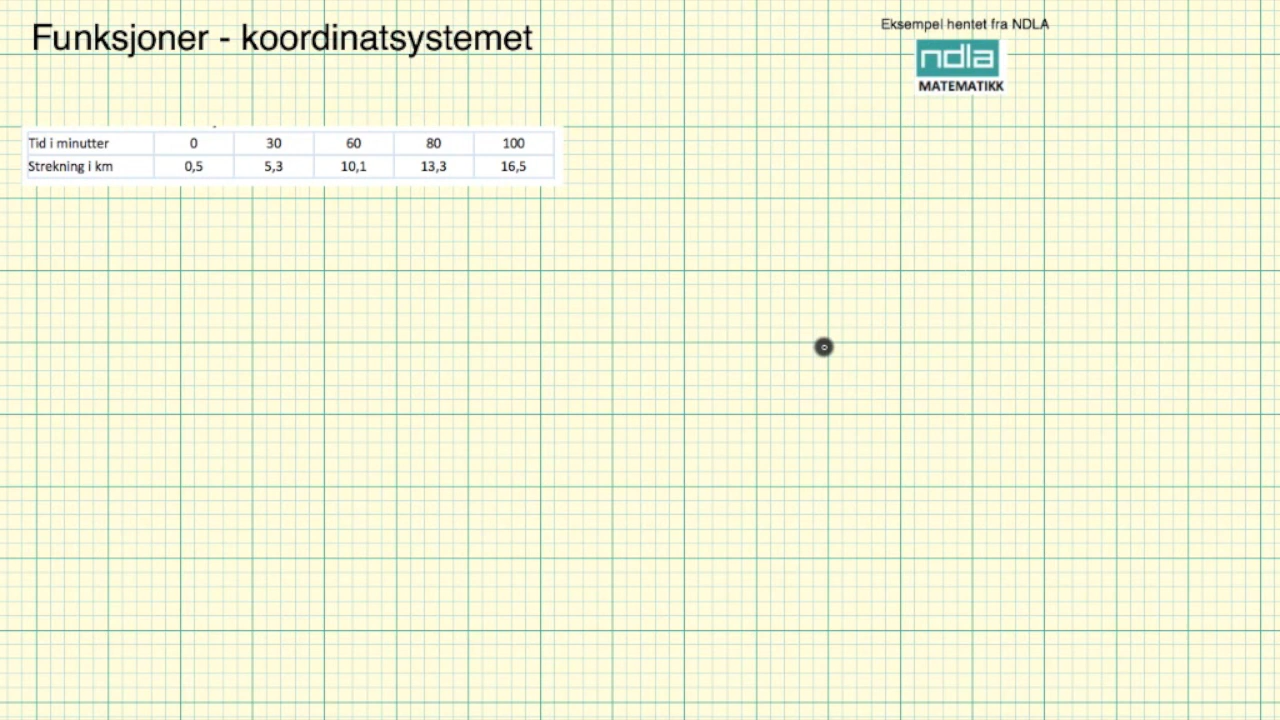 Funksjoner - koordinatsystemet
Eksempel hentet fra NDLA
ndla
MATEMATIKK
Tid i minutter 0 30 60 80 100
Strekning i km 0,5 5,3 10,1 13,3 16,5